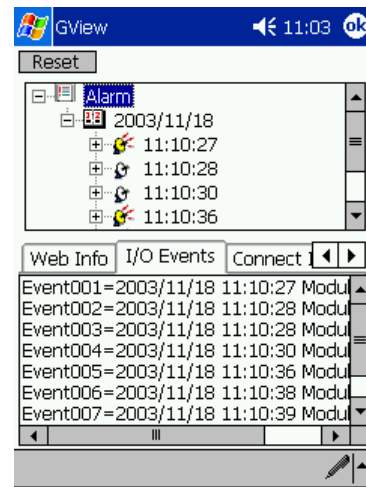 GView 11:03 ok
Reset
Alarm
2003/11/18
11:10:27
11:10:28
11:10:30
11:10:36
Web Info I/O Events Connect
Event001=2003/11/18 11:10:27 Modul
Event002=2003/11/18 11:10:28 Modul
Event003=2003/11/18 11:10:28 Modul
Event004=2003/11/18 11:10:30 Modul
Event005=2003/11/18 11:10:36 Modul
Event006=2003/11/18 11:10:38 Modul
Event007=2003/11/18 11:10:39 Modul